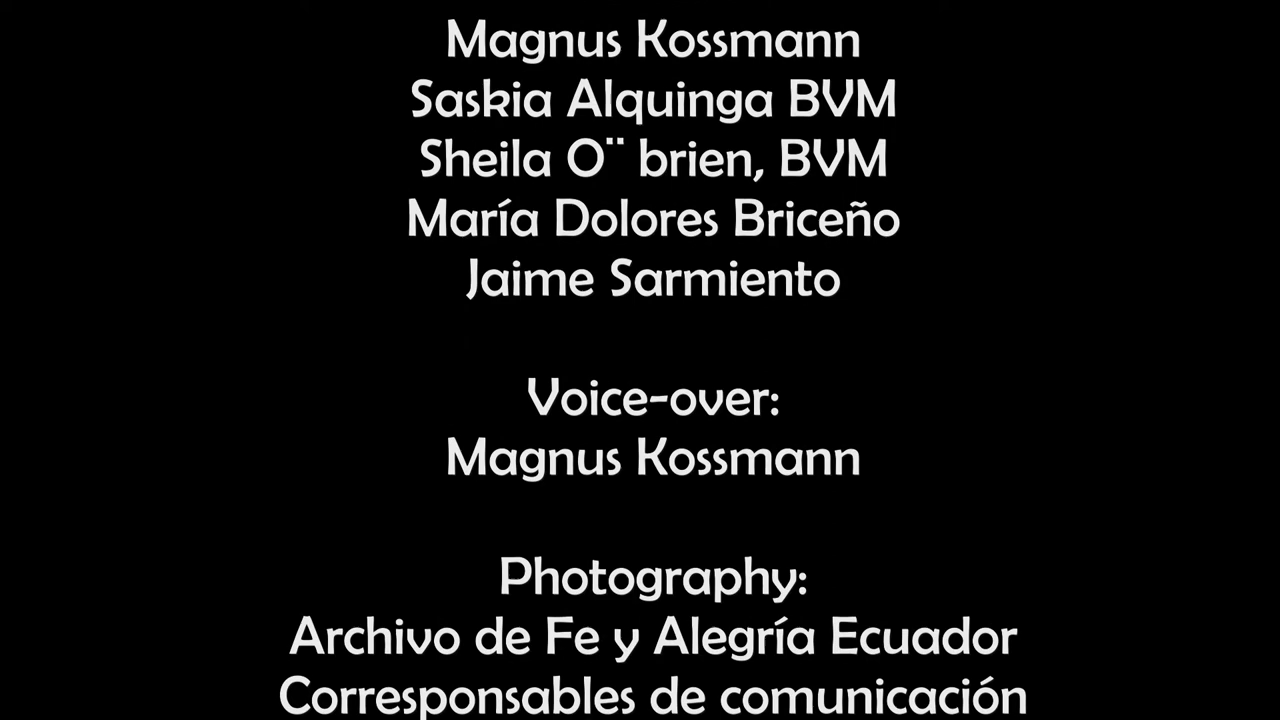 Magnus Kossmann
Saskia Alquinga BVM
Sheila O¨ brien, BVM
María Dolores Briceño
Jaime Sarmiento
Voice-over:
Magnus Kossmann
Photography:
Archivo de Fe y Alegría Ecuador
Corresponsables de comunicación